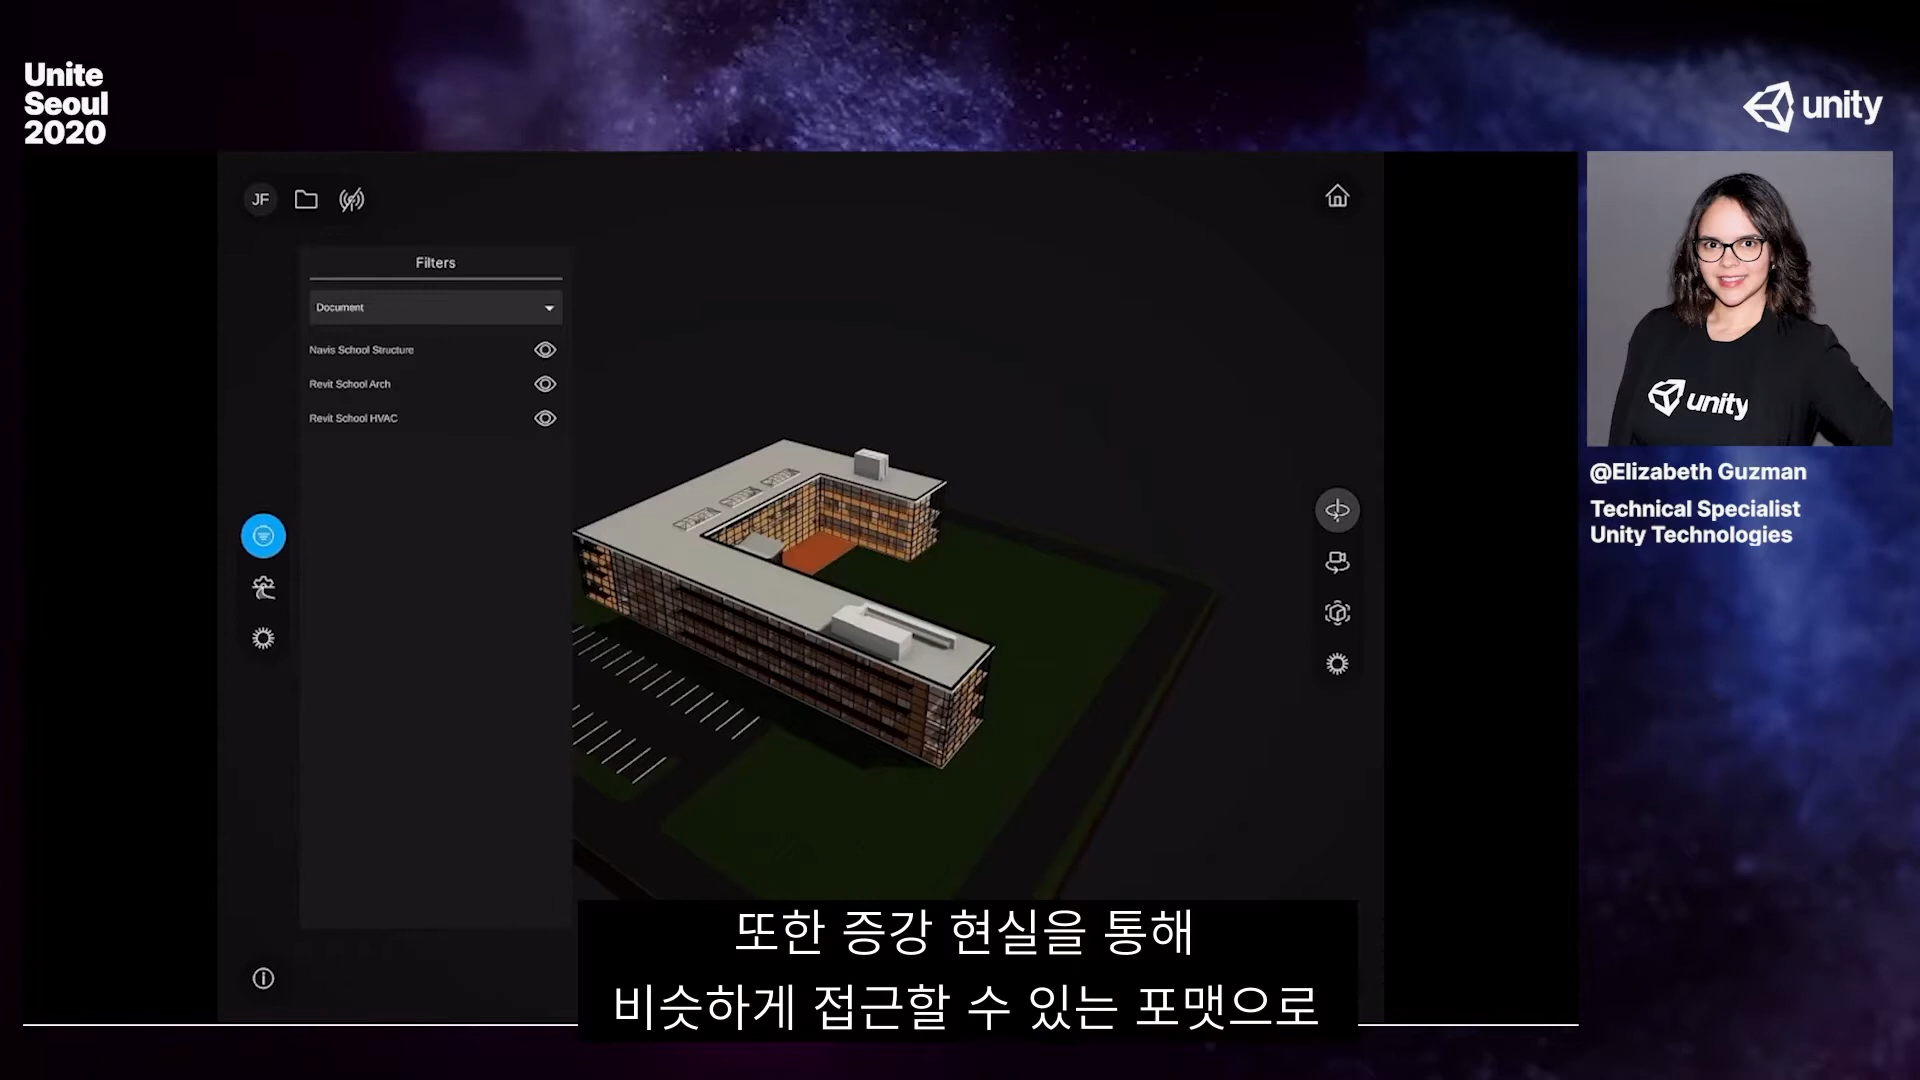 Unite
Seoul
2020
unity
JF
Filters
Document
Navis School Structure
Revit School Arch
Revit School HVAC
unity
@Elizabeth Guzman
Technical Specialist
Unity Technologies
또한 증강 현실을 통해
비슷하게 접근할 수 있는 포맷으로